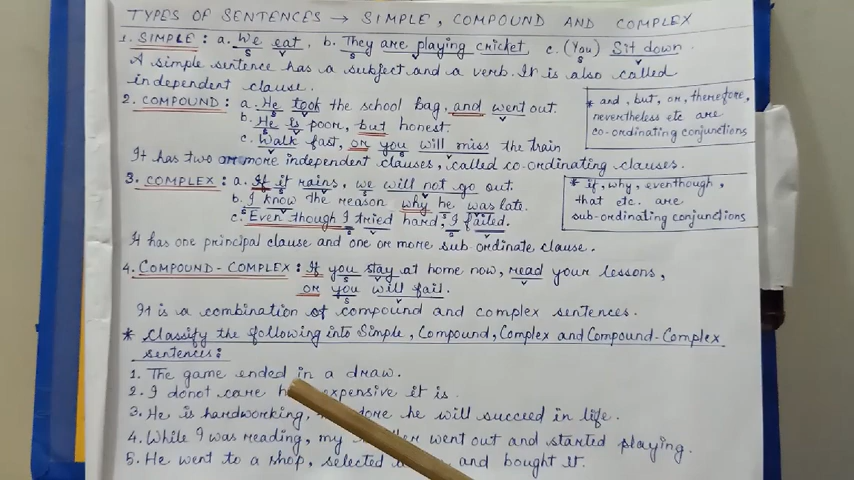 TYPES OF SENTENCES → SIMPLE, COMPOUND AND COMPLEX
1. SIMPLE: a. We eat, b. They are playing cricket, c. (You) Sit down.
S V S V S V
A simple sentence has a subject and a verb. It is also called
independent clause.
2. COMPOUND: a. He took the school bag, and went out.
S V V
b. He is poor, but honest.
S V
c. Walk fast, or you will miss the train
V S V
* and, but, or, therefore,
nevertheless etc are
co-ordinating conjunctions
It has two or more independent clauses, called co-ordinating clauses.
3. COMPLEX: a. If it rains, we will not go out.
S V S V
b. I know the reason why he was late.
S V S V
c. Even though I tried hard, I failed.
S V S V
* if, why, eventhough,
that etc. are
sub-ordinating conjunctions
It has one principal clause and one or more sub-ordinate clause.
4. COMPOUND-COMPLEX: If you stay at home now, read your lessons,
S V V
or you will fail.
S V
It is a combination of compound and complex sentences.
* Classify the following into Simple, Compound, Complex and Compound-Complex
sentences:
1. The game ended in a draw.
2. I donot care expensive it is.
3. He is hardworking, he will succeed in life.
4. While I was reading, my went out and started playing.
5. He went to a shop, selected and bought it.